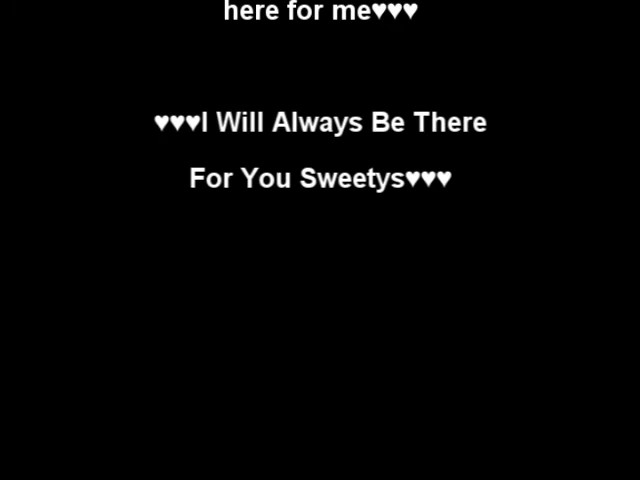 here for me♥♥♥
♥♥♥I Will Always Be There
For You Sweetys♥♥♥